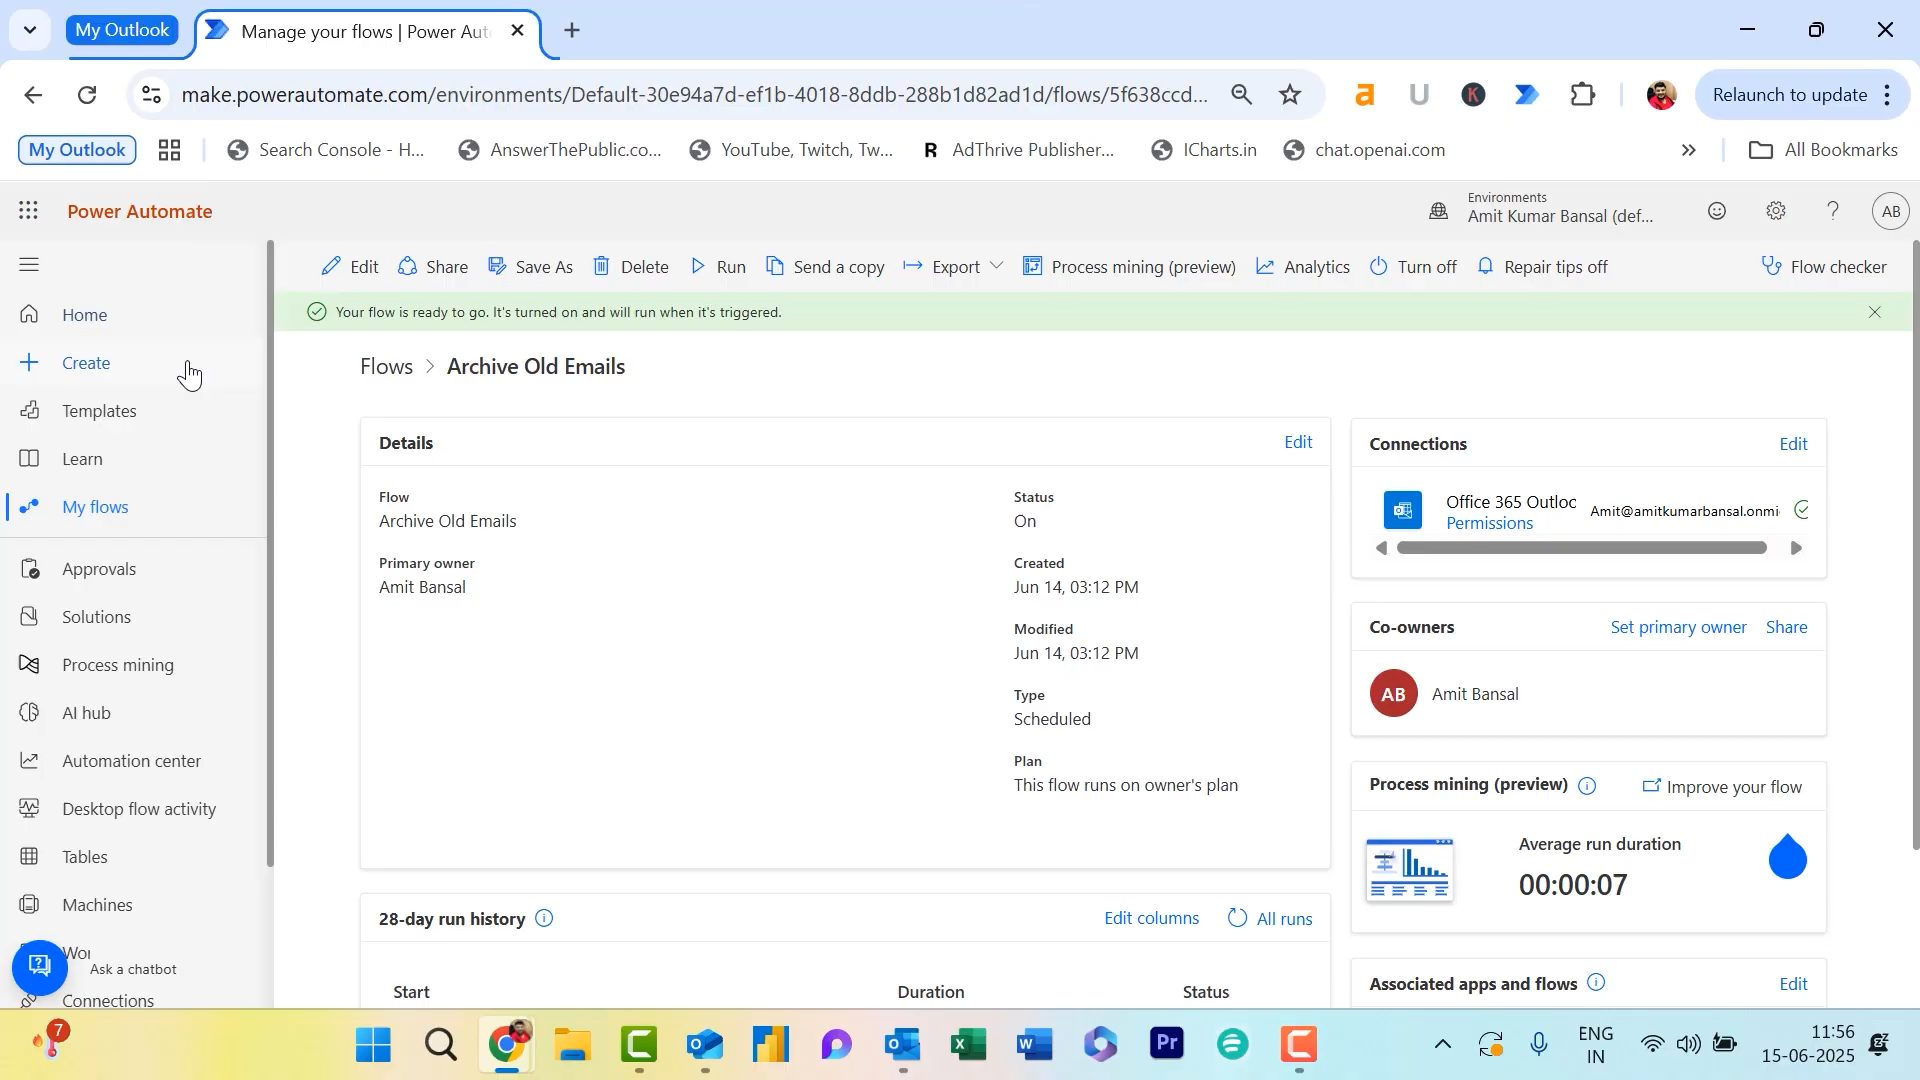 My Outlook
Manage your flows | Power Aut
make.powerautomate.com/environments/Default-30e94a7d-ef1b-4018-8ddb-288b1d82ad1d/flows/5f638ccd...
Relaunch to update
My Outlook
Search Console - H...
AnswerThePublic.co...
YouTube, Twitch, Tw...
AdThrive Publisher...
ICharts.in
chat.openai.com
All Bookmarks
Power Automate
Environments
Amit Kumar Bansal (def...
AB
Edit
Share
Save As
Delete
Run
Send a copy
Export
Process mining (preview)
Analytics
Turn off
Repair tips off
Flow checker
Your flow is ready to go. It's turned on and will run when it's triggered.
Home
Create
Templates
Learn
My flows
Approvals
Solutions
Process mining
AI hub
Automation center
Desktop flow activity
Tables
Machines
Wor
Ask a chatbot
Connections
Flows > Archive Old Emails
Details
Edit
Flow
Archive Old Emails
Primary owner
Amit Bansal
Status
On
Created
Jun 14, 03:12 PM
Modified
Jun 14, 03:12 PM
Type
Scheduled
Plan
This flow runs on owner's plan
28-day run history
Edit columns
All runs
Start
Duration
Status
Connections
Edit
Office 365 Outloo
Amit@amitkumarbansal.onmi
Permissions
Co-owners
Set primary owner
Share
AB
Amit Bansal
Process mining (preview)
Improve your flow
Average run duration
00:00:07
Associated apps and flows
Edit
7
Pr
ENG
IN
11:56
15-06-2025